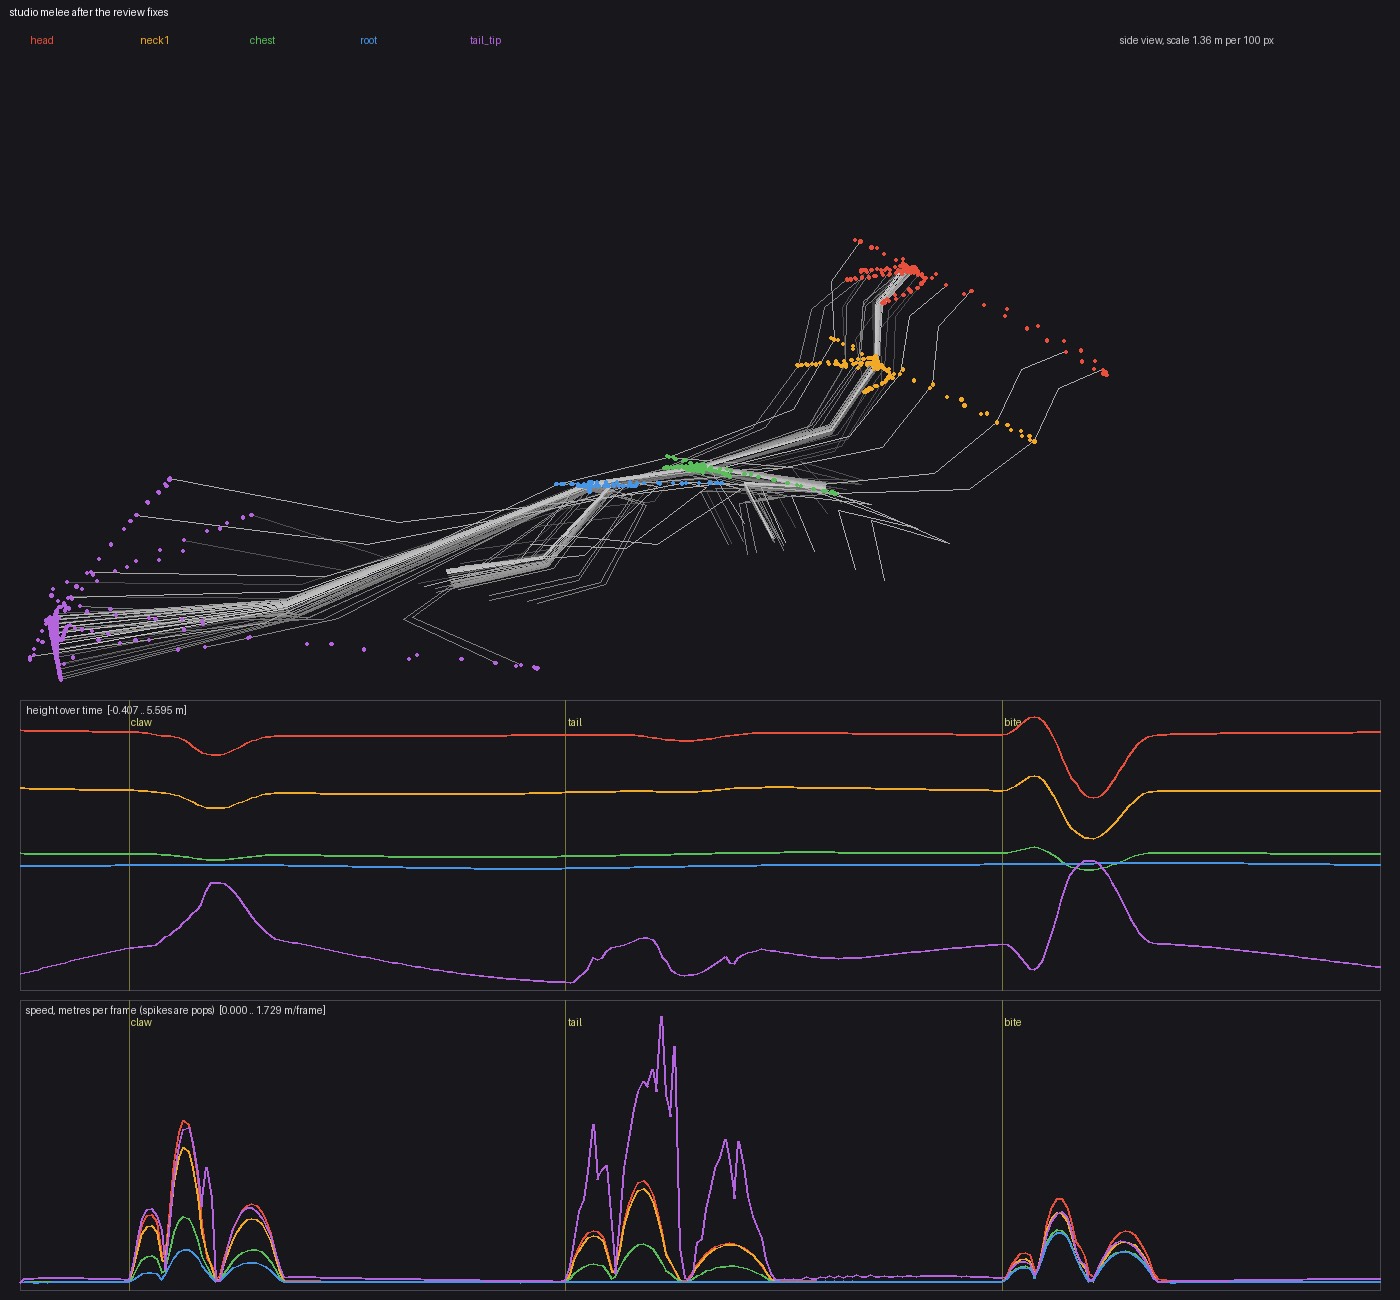 studio melee after the review fixes
head neck1 chest root tail_tip side view, scale 1.36 m per 100 px
height over time [-0.407 .. 5.595 m]
claw tail bite
speed, metres per frame (spikes are pops) [0.000 .. 1.729 m/frame]
claw tail bite